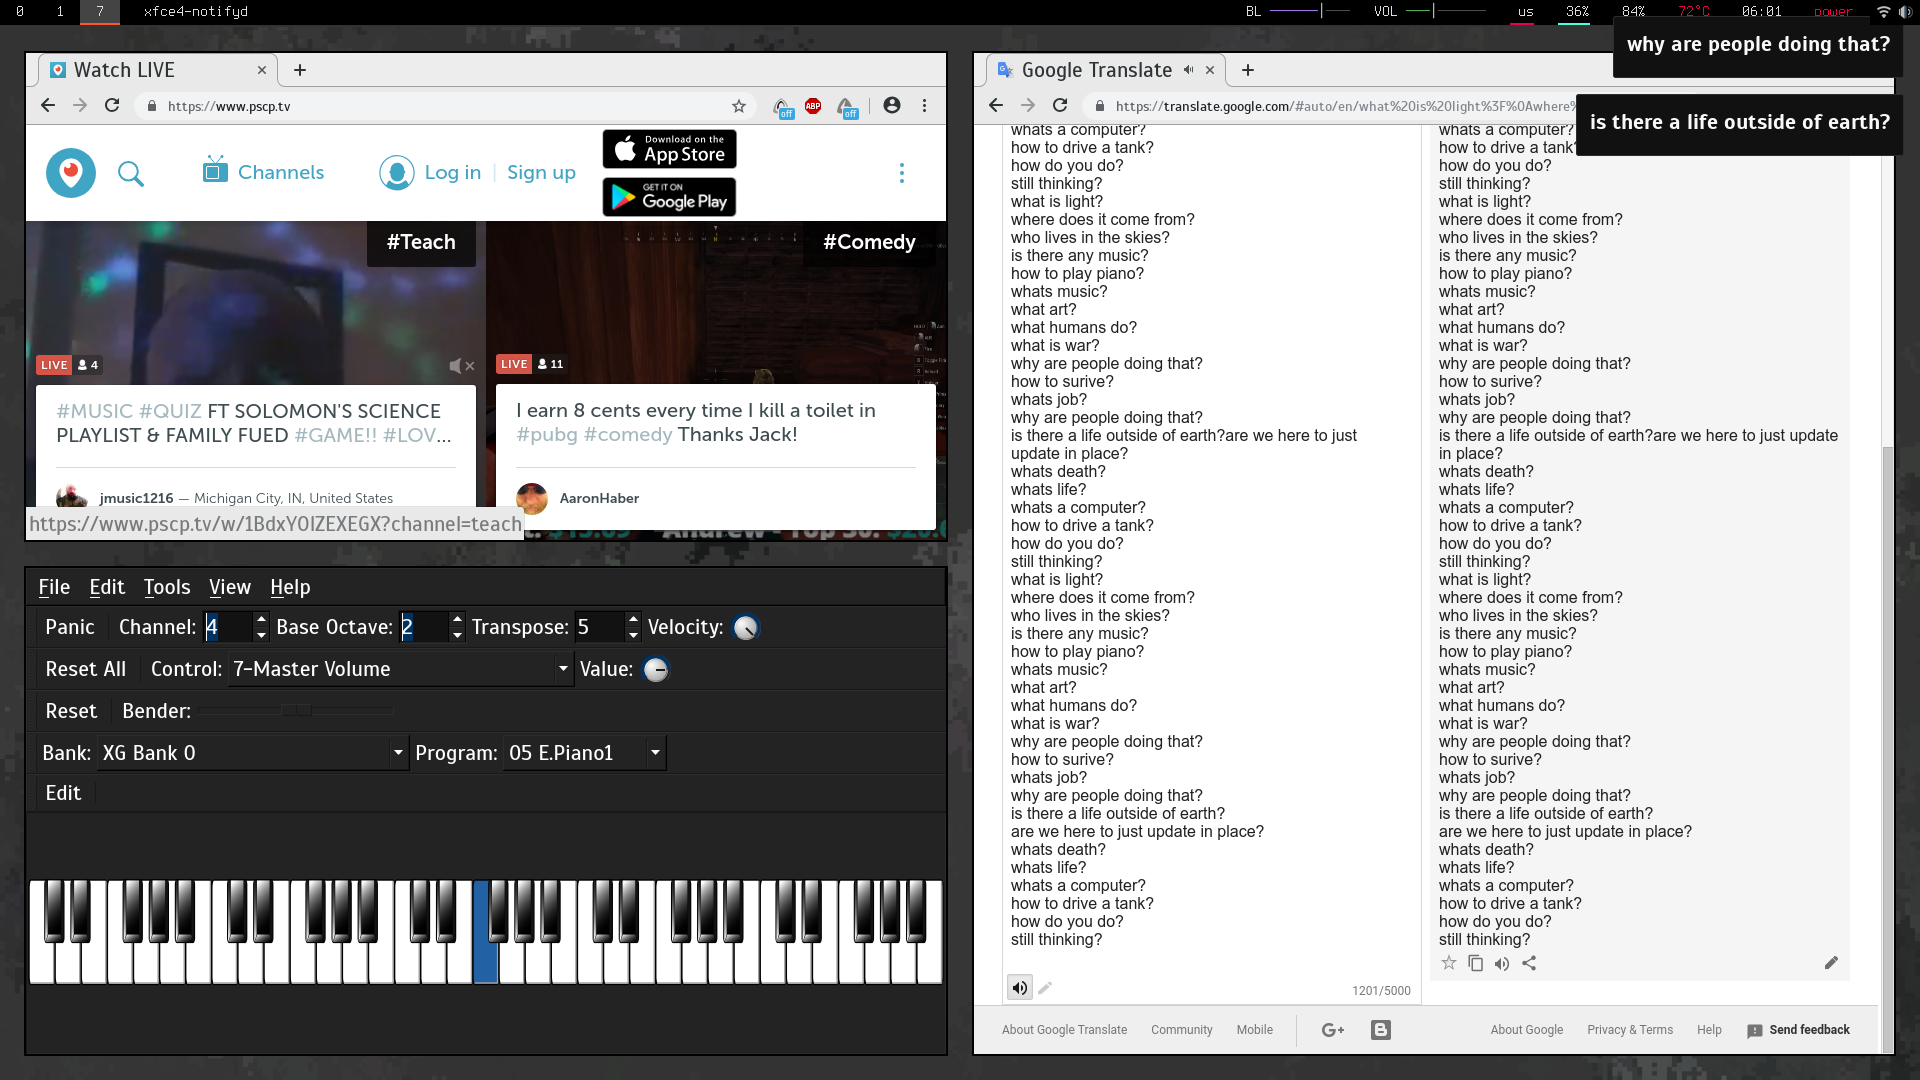 0 1 7 xfce4-notifyd
BL VOL us 36% 84% 72°C 06:01 power
why are people doing that?
is there a life outside of earth?
Watch LIVE
https://www.pscp.tv
off ABP off
Channels
Log in Sign up
Download on the
App Store
GET IT ON
Google Play
#Teach
LIVE 4
#MUSIC #QUIZ FT SOLOMON'S SCIENCE
PLAYLIST & FAMILY FUED #GAME!! #LOV...
jmusic1216 — Michigan City, IN, United States
#Comedy
LIVE 11
I earn 8 cents every time I kill a toilet in
#pubg #comedy Thanks Jack!
AaronHaber
https://www.pscp.tv/w/1BdxYOlZEXEGX?channel=teach
File Edit Tools View Help
Panic Channel: 4 Base Octave: 2 Transpose: 5 Velocity:
Reset All Control: 7-Master Volume Value:
Reset Bender:
Bank: XG Bank 0 Program: 05 E.Piano1
Edit
Google Translate
https://translate.google.com/#auto/en/what%20is%20light%3F%0Awhere%
whats a computer?
how to drive a tank?
how do you do?
still thinking?
what is light?
where does it come from?
who lives in the skies?
is there any music?
how to play piano?
whats music?
what art?
what humans do?
what is war?
why are people doing that?
how to surive?
whats job?
why are people doing that?
is there a life outside of earth?are we here to just
update in place?
whats death?
whats life?
whats a computer?
how to drive a tank?
how do you do?
still thinking?
what is light?
where does it come from?
who lives in the skies?
is there any music?
how to play piano?
whats music?
what art?
what humans do?
what is war?
why are people doing that?
how to surive?
whats job?
why are people doing that?
is there a life outside of earth?
are we here to just update in place?
whats death?
whats life?
whats a computer?
how to drive a tank?
how do you do?
still thinking?
1201/5000
whats a computer?
how to drive a tank?
how do you do?
still thinking?
what is light?
where does it come from?
who lives in the skies?
is there any music?
how to play piano?
whats music?
what art?
what humans do?
what is war?
why are people doing that?
how to surive?
whats job?
why are people doing that?
is there a life outside of earth?are we here to just update
in place?
whats death?
whats life?
whats a computer?
how to drive a tank?
how do you do?
still thinking?
what is light?
where does it come from?
who lives in the skies?
is there any music?
how to play piano?
whats music?
what art?
what humans do?
what is war?
why are people doing that?
how to surive?
whats job?
why are people doing that?
is there a life outside of earth?
are we here to just update in place?
whats death?
whats life?
whats a computer?
how to drive a tank?
how do you do?
still thinking?
About Google Translate Community Mobile G+ B About Google Privacy & Terms Help Send feedback